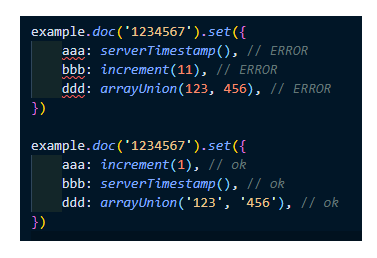 example.doc('1234567').set({
    aaa: serverTimestamp(), // ERROR
    bbb: increment(11), // ERROR
    ddd: arrayUnion(123, 456), // ERROR
})

example.doc('1234567').set({
    aaa: increment(1), // ok
    bbb: serverTimestamp(), // ok
    ddd: arrayUnion('123', '456'), // ok
})